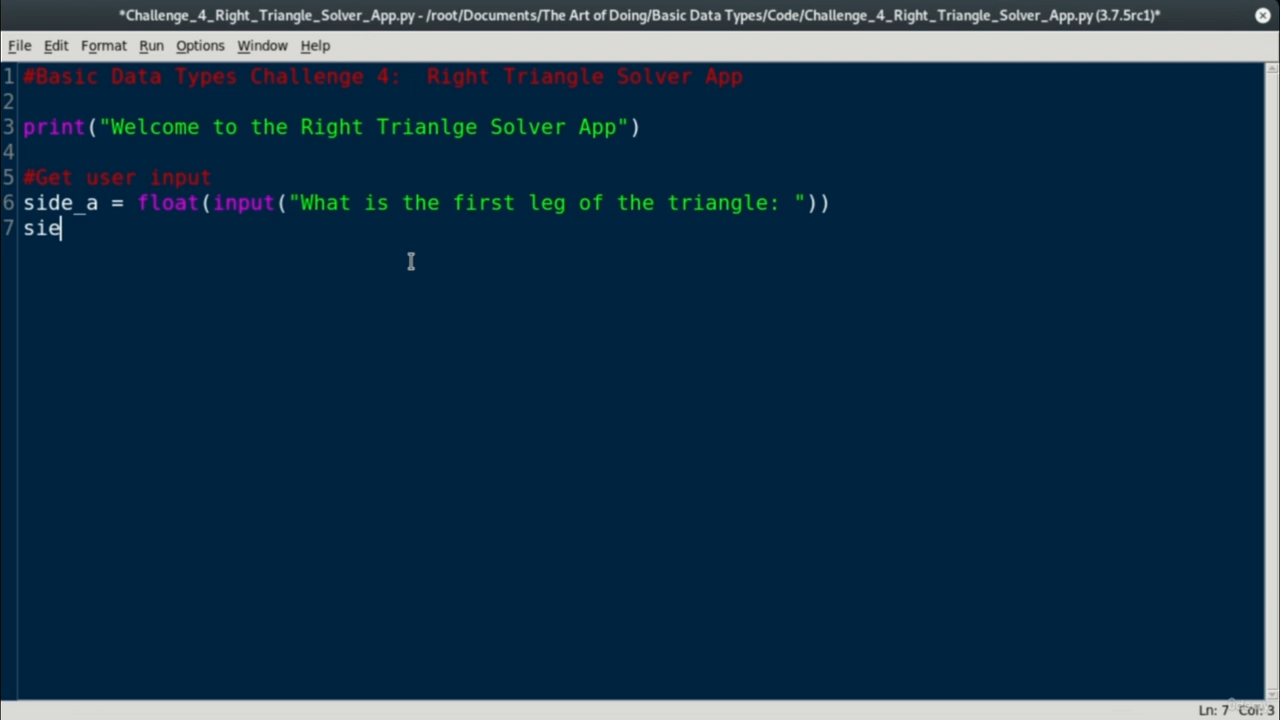 *Challenge_4_Right_Triangle_Solver_App.py - /root/Documents/The Art of Doing/Basic Data Types/Code/Challenge_4_Right_Triangle_Solver_App.py (3.7.5rc1)*
File Edit Format Run Options Window Help
1 #Basic Data Types Challenge 4:  Right Triangle Solver App
2
3 print("Welcome to the Right Trianlge Solver App")
4
5 #Get user input
6 side_a = float(input("What is the first leg of the triangle: "))
7 sie
Ln: 7 Col: 3